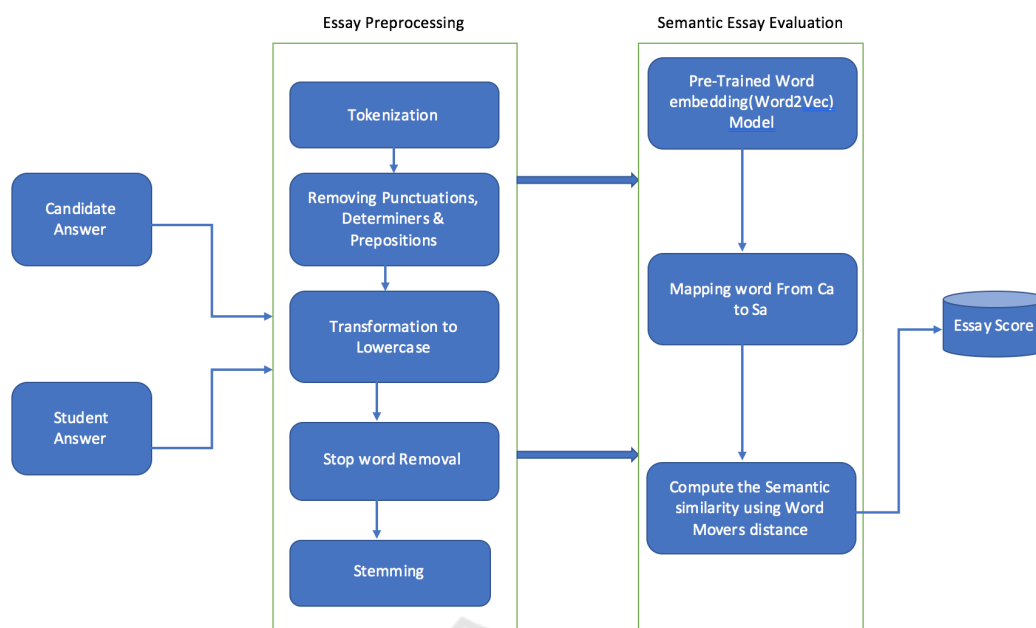 Essay Preprocessing
Semantic Essay Evaluation
Tokenization
Removing Punctuations,
Determiners &
Prepositions
Transformation to
Lowercase
Stop word Removal
Stemming
Candidate
Answer
Student
Answer
Pre-Trained Word
embedding(Word2Vec)
Model
Mapping word From Ca
to Sa
Compute the Semantic
similarity using Word
Movers distance
Essay Score